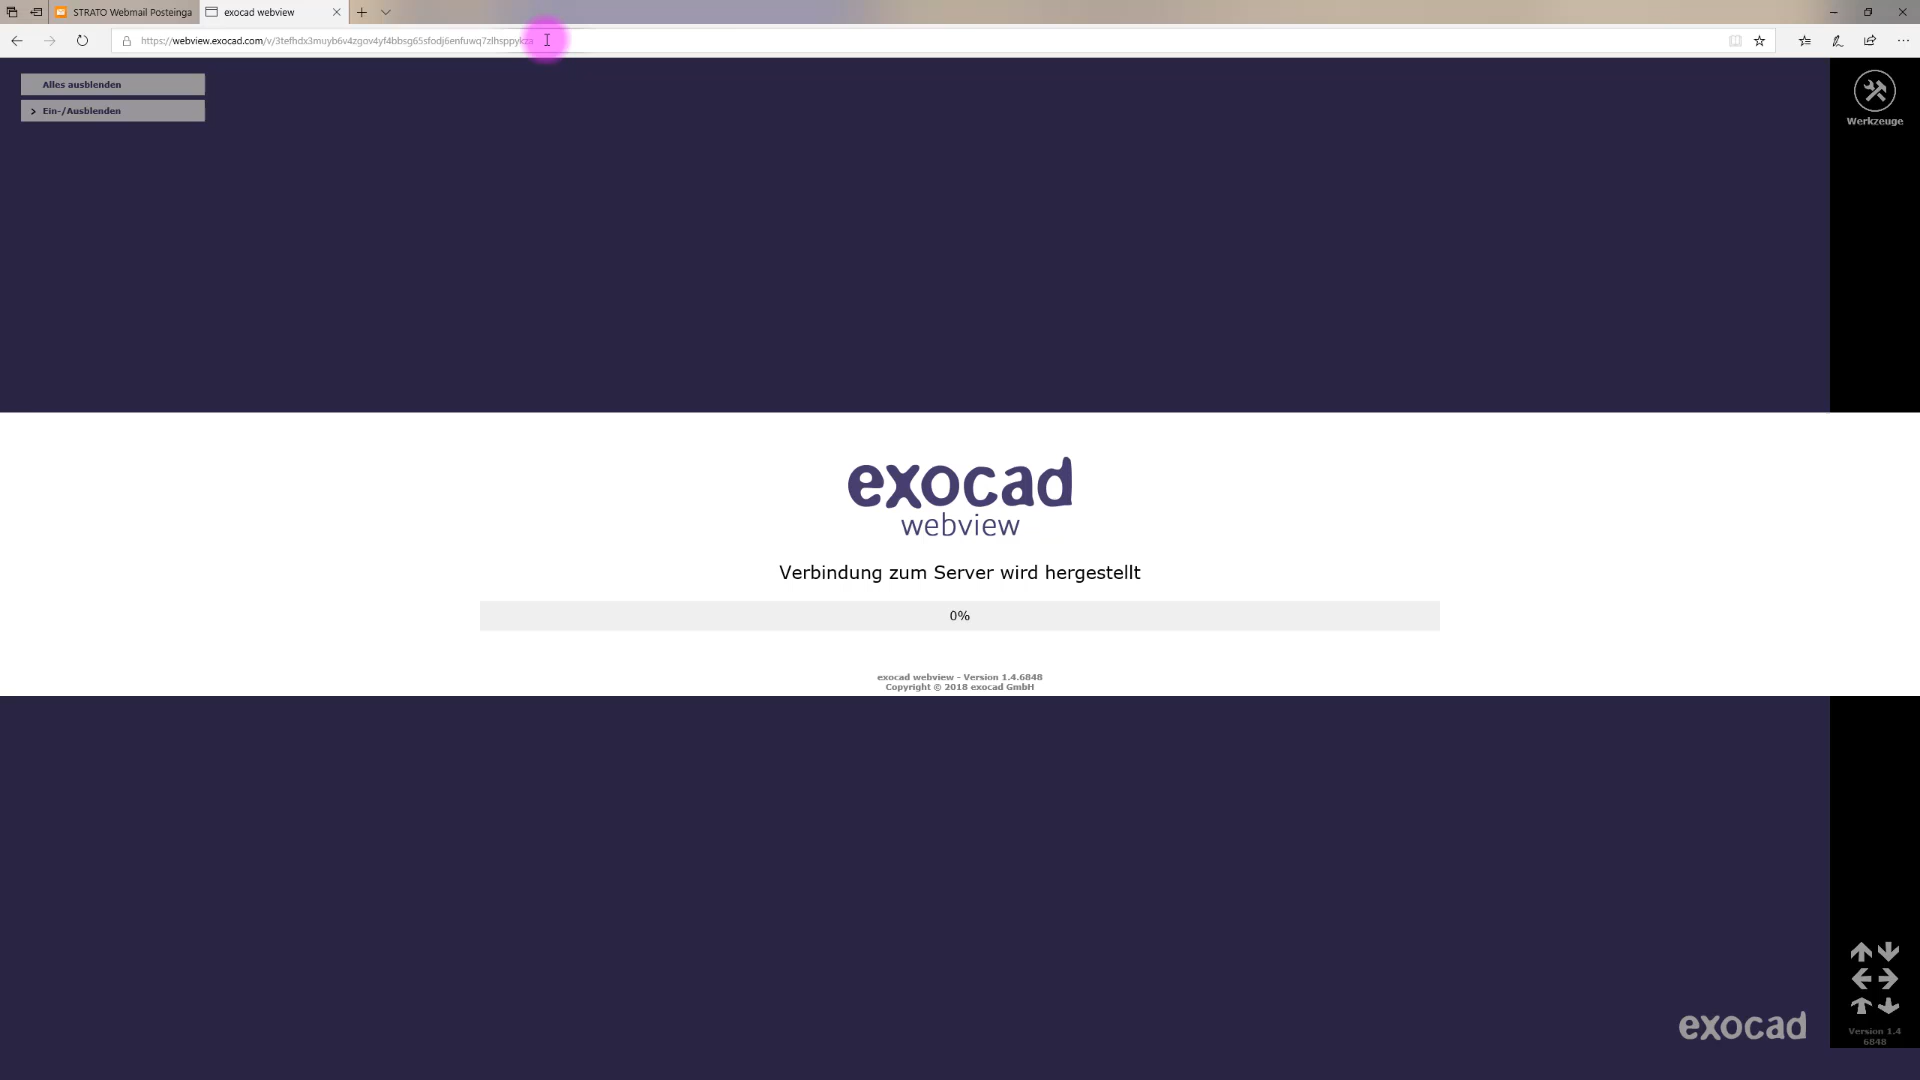 STRATO Webmail Posteinga
exocad webview
https://webview.exocad.com/v/3tefhdx3muyb6v4zgov4yf4bbsg65sfodj6enfuwq7zlhsppykza
Alles ausblenden
Ein-/Ausblenden
Werkzeuge
exocad
webview
Verbindung zum Server wird hergestellt
0%
exocad webview - Version 1.4.6848
Copyright © 2018 exocad GmbH
exocad
Version 1.4
6848